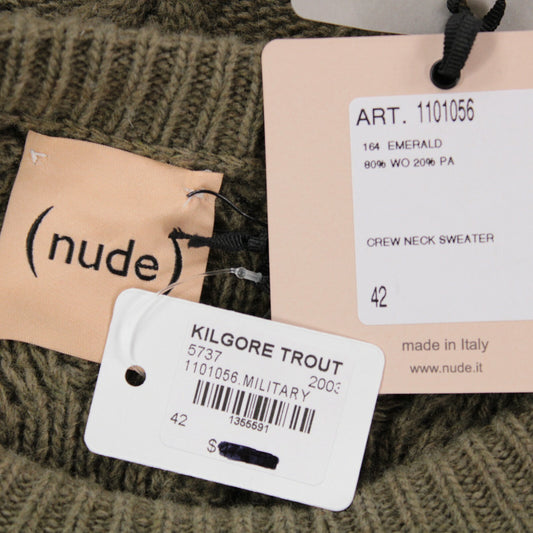 (nude)
ART. 1101056
164 EMERALD
80% WO 20% PA
CREW NECK SWEATER
42
made in Italy
www.nude.it
KILGORE TROUT
5737
2003
1101056.MILITARY
1355591
42
$